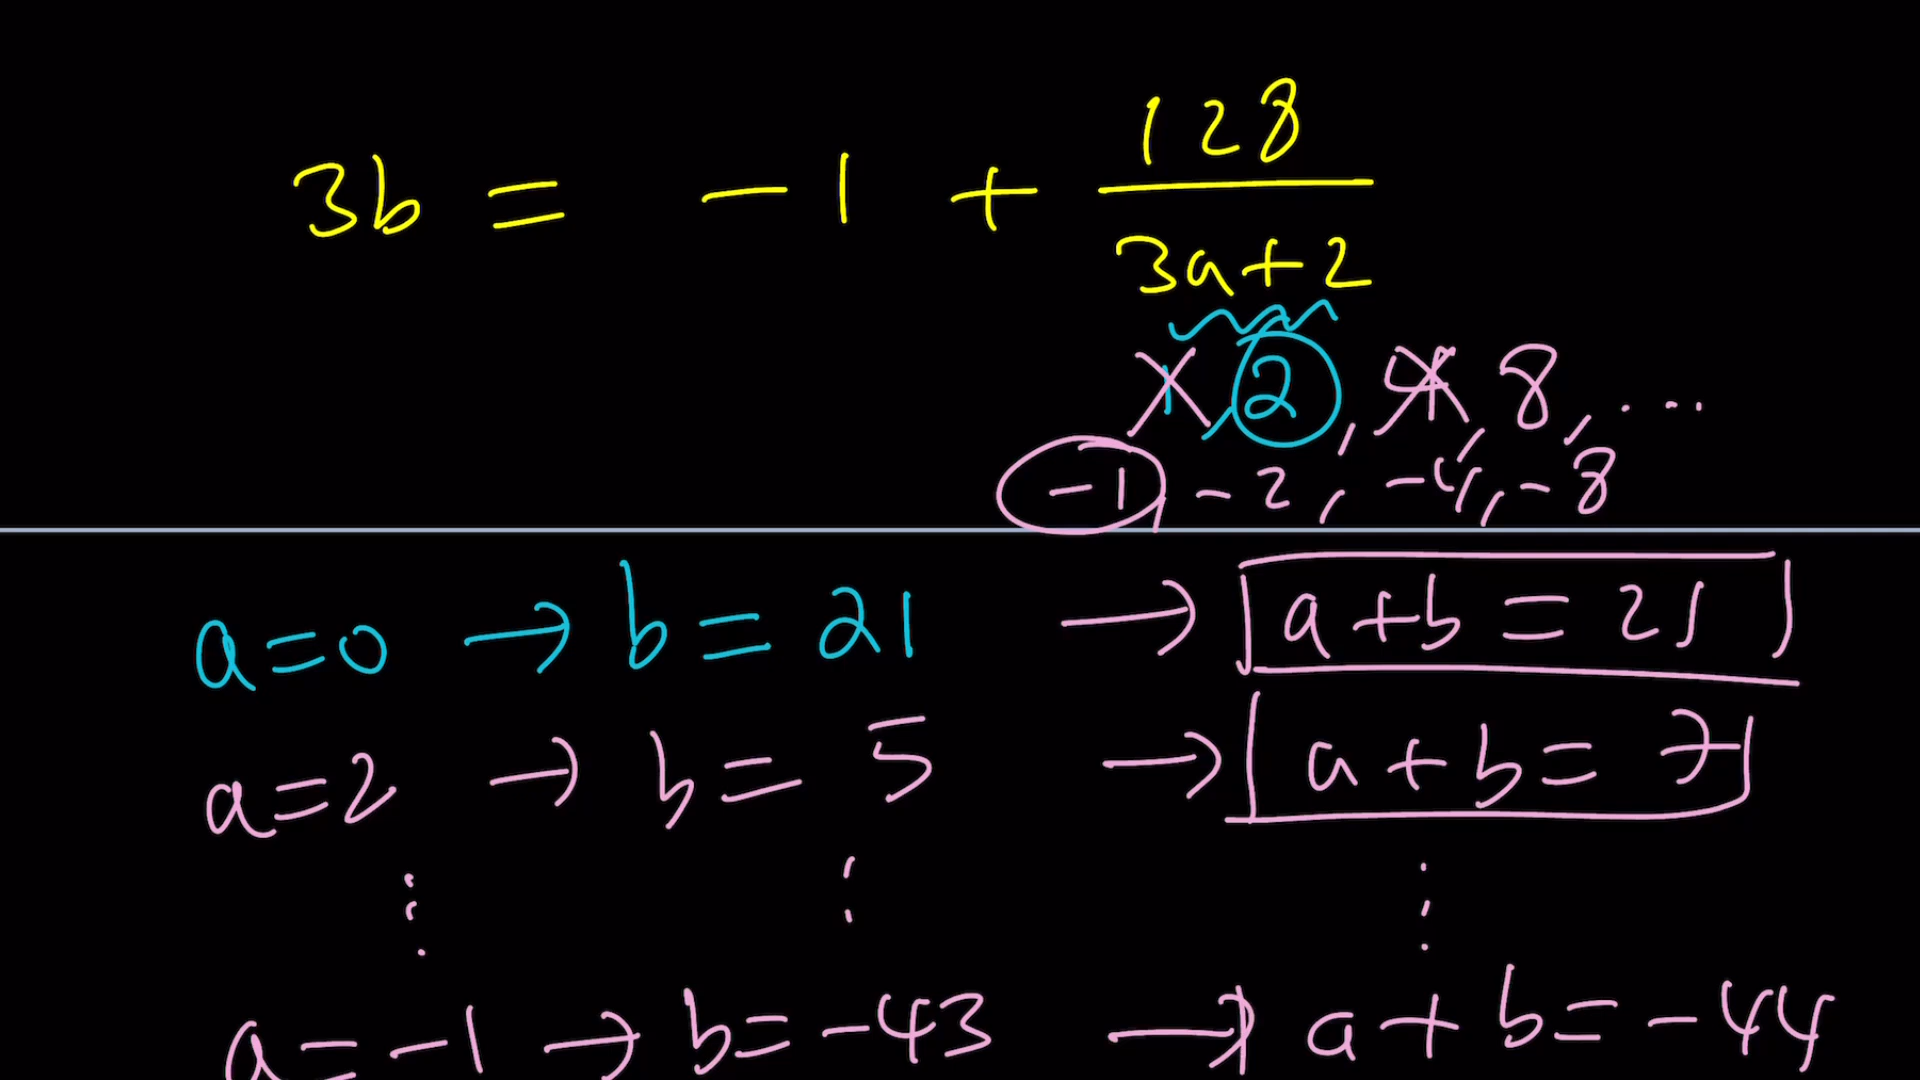 3b = -1 + 128/(3a+2)
1, 2, 4, 8, ....
-1, -2, -4, -8
a=0 → b=21 → a+b=21
a=2 → b=5 → a+b=7
⋮ ⋮ ⋮
a=-1 → b=-43 → a+b=-44